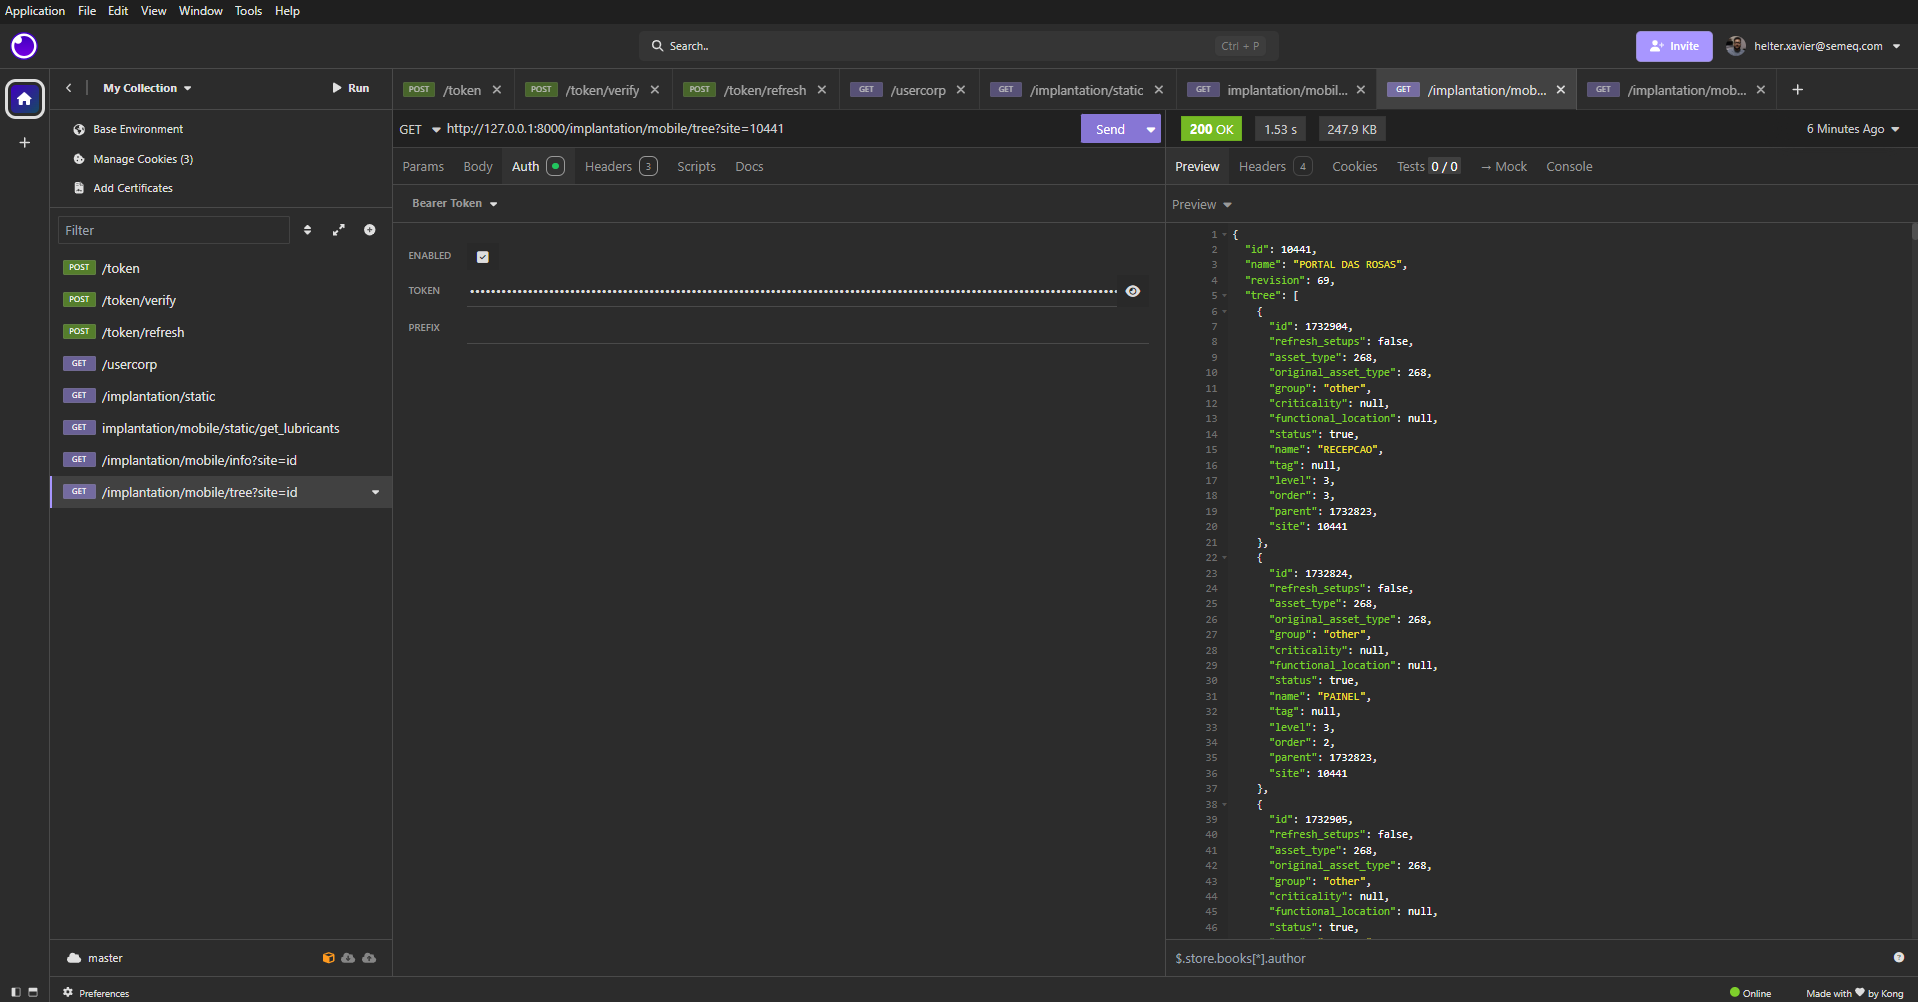 Application File Edit View Window Tools Help
Search.. Ctrl + P
Invite helter.xavier@semeq.com
My Collection Run
Base Environment
Manage Cookies (3)
Add Certificates
Filter
POST /token
POST /token/verify
POST /token/refresh
GET /usercorp
GET /implantation/static
GET implantation/mobile/static/get_lubricants
GET /implantation/mobile/info?site=id
GET /implantation/mobile/tree?site=id
master
Preferences
POST /token POST /token/verify POST /token/refresh GET /usercorp GET /implantation/static GET implantation/mobil... GET /implantation/mob... GET /implantation/mob...
GET http://127.0.0.1:8000/implantation/mobile/tree?site=10441 Send
Params Body Auth Headers 3 Scripts Docs
Bearer Token
ENABLED
TOKEN
PREFIX
200 OK 1.53 s 247.9 KB 6 Minutes Ago
Preview Headers 4 Cookies Tests 0 / 0 → Mock Console
Preview
1 {
2 "id": 10441,
3 "name": "PORTAL DAS ROSAS",
4 "revision": 69,
5 "tree": [
6 {
7 "id": 1732904,
8 "refresh_setups": false,
9 "asset_type": 268,
10 "original_asset_type": 268,
11 "group": "other",
12 "criticality": null,
13 "functional_location": null,
14 "status": true,
15 "name": "RECEPCAO",
16 "tag": null,
17 "level": 3,
18 "order": 3,
19 "parent": 1732823,
20 "site": 10441
21 },
22 {
23 "id": 1732824,
24 "refresh_setups": false,
25 "asset_type": 268,
26 "original_asset_type": 268,
27 "group": "other",
28 "criticality": null,
29 "functional_location": null,
30 "status": true,
31 "name": "PAINEL",
32 "tag": null,
33 "level": 3,
34 "order": 2,
35 "parent": 1732823,
36 "site": 10441
37 },
38 {
39 "id": 1732905,
40 "refresh_setups": false,
41 "asset_type": 268,
42 "original_asset_type": 268,
43 "group": "other",
44 "criticality": null,
45 "functional_location": null,
46 "status": true,
$.store.books[*].author
Online Made with ♥ by Kong